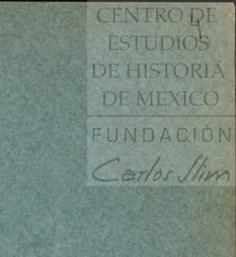 CENTRO DE
ESTUDIOS
DE HISTORIA
DE MEXICO
FUNDACIÓN
Carlos Slim